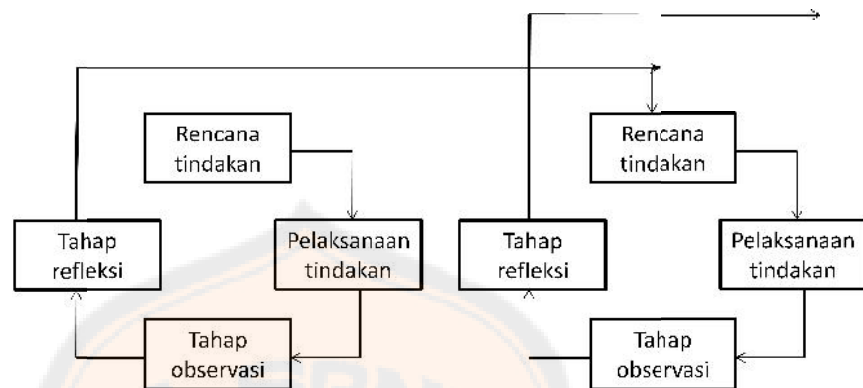 Rencana
tindakan
Rencana
tindakan
Tahap
refleksi
Pelaksanaan
tindakan
Tahap
refleksi
Pelaksanaan
tindakan
Tahap
observasi
Tahap
observasi